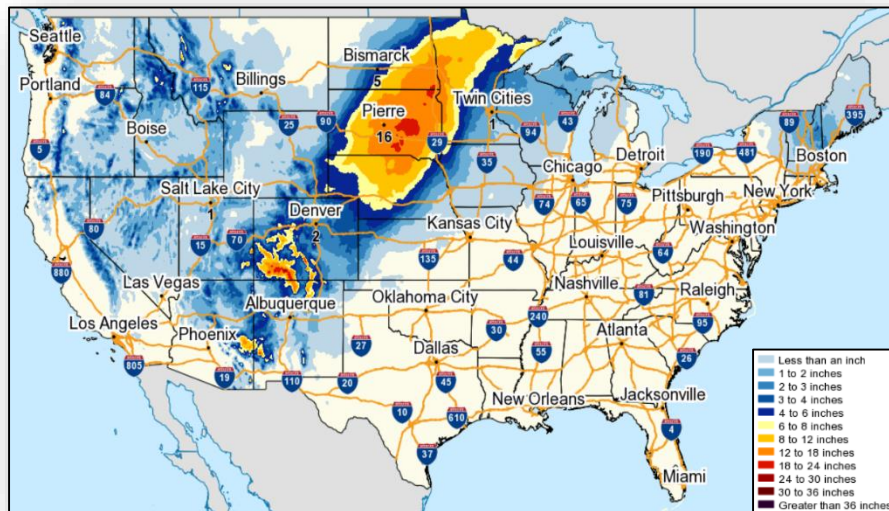 Seattle
Portland
84
115
Billings
Bismarck
5
Pierre
16
Twin Cities
1
5
Boise
25
90
29
94
43
35
89
395
190
481
Boston
Chicago
Detroit
Salt Lake City
1
Denver
2
80
15
70
74
65
75
Pittsburgh
New York
Washington
Kansas City
135
44
Louisville
64
880
Las Vegas
Albuquerque
Oklahoma City
Nashville
81
Raleigh
Los Angeles
Phoenix
805
27
30
240
Atlanta
95
19
110
20
Dallas
45
55
26
10
610
New Orleans
Jacksonville
37
4
Miami
Less than an inch
1 to 2 inches
2 to 3 inches
3 to 4 inches
4 to 6 inches
6 to 8 inches
8 to 12 inches
12 to 18 inches
18 to 24 inches
24 to 30 inches
30 to 36 inches
Greater than 36 inches